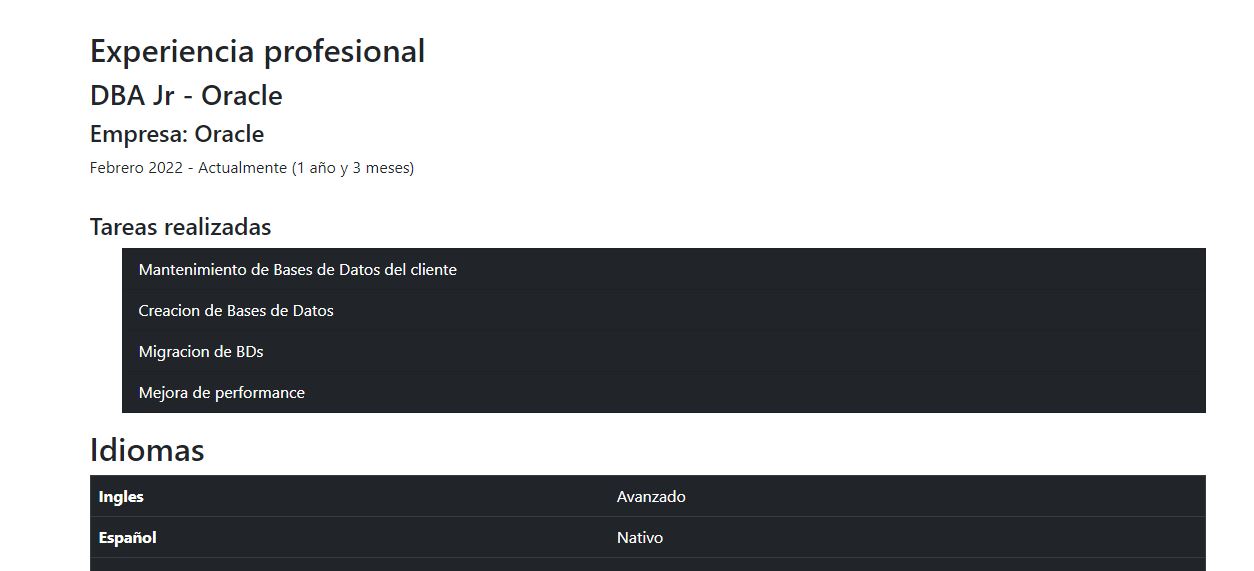 Experiencia profesional
DBA Jr - Oracle
Empresa: Oracle
Febrero 2022 - Actualmente (1 año y 3 meses)
Tareas realizadas
Mantenimiento de Bases de Datos del cliente
Creacion de Bases de Datos
Migracion de BDs
Mejora de performance
Idiomas
Ingles Avanzado
Español Nativo